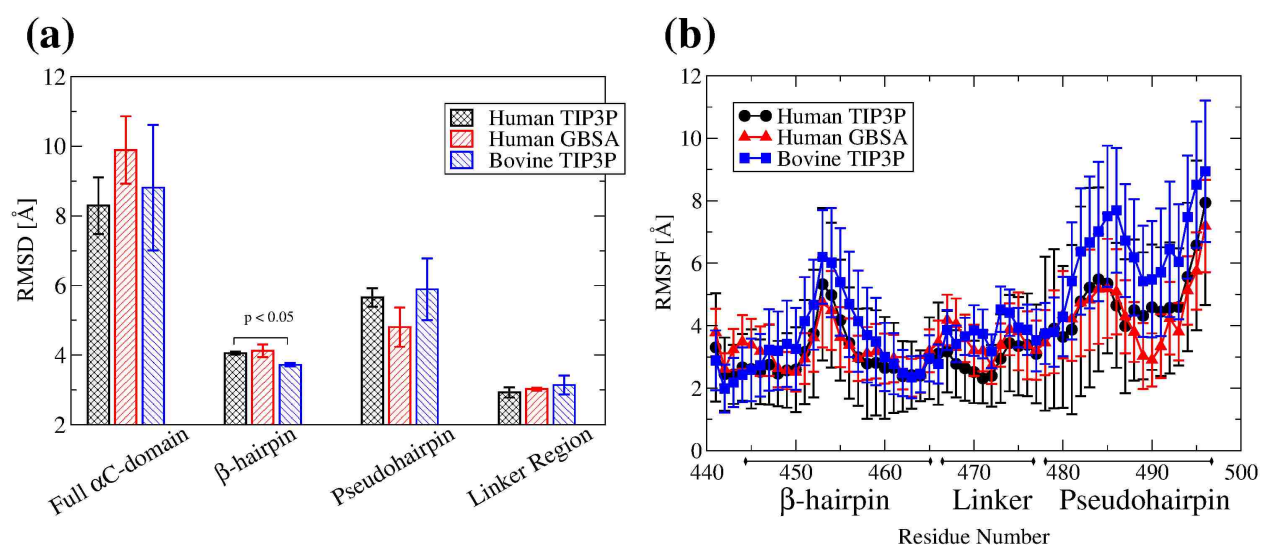 (a)
12
10
8
6
4
2
RMSD [Å]
Human TIP3P
Human GBSA
Bovine TIP3P
p < 0.05
Full αC-domain
β-hairpin
Pseudohairpin
Linker Region
(b)
12
10
8
6
4
2
0
RMSF [Å]
Human TIP3P
Human GBSA
Bovine TIP3P
440 450 460 470 480 490 500
β-hairpin Linker Pseudohairpin
Residue Number